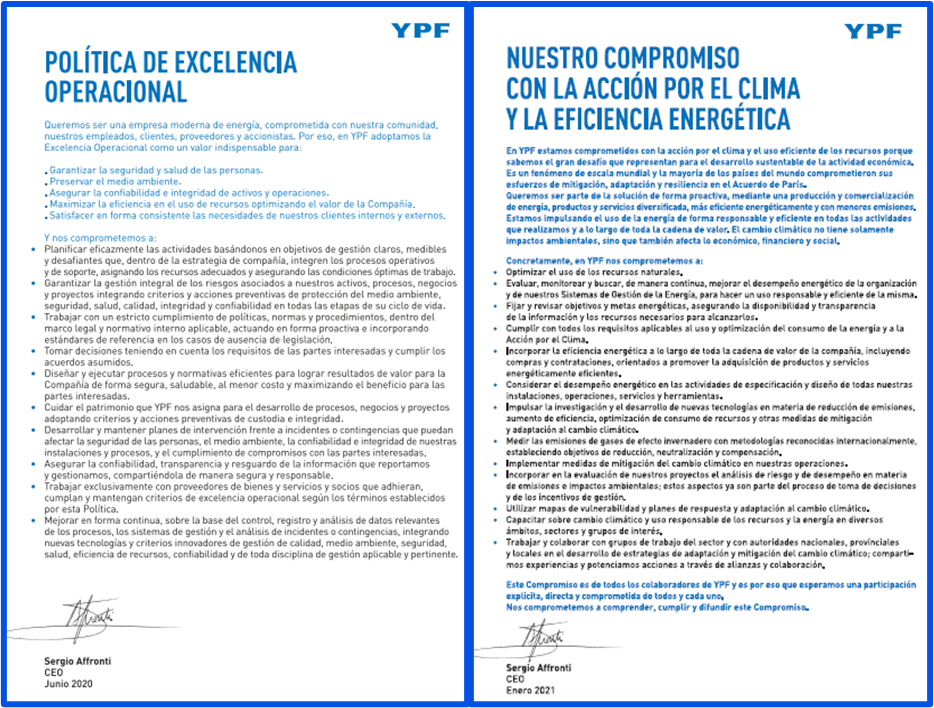 YPF
POLÍTICA DE EXCELENCIA
OPERACIONAL
Queremos ser una empresa moderna de energía, comprometida con nuestra comunidad,
nuestros empleados, clientes, proveedores y accionistas. Por eso, en YPF adoptamos la
Excelencia Operacional como un valor indispensable para:
• Garantizar la seguridad y salud de las personas.
• Preservar el medio ambiente.
• Asegurar la confiabilidad e integridad de activos y operaciones.
• Maximizar la eficiencia en el uso de recursos optimizando el valor de la Compañía.
• Satisfacer en forma consistente las necesidades de nuestros clientes internos y externos.
Y nos comprometemos a:
• Planificar eficazmente las actividades basándonos en objetivos de gestión claros, medibles
y desafiantes que, dentro de la estrategia de compañía, integren los procesos operativos
y de soporte, asignando los recursos adecuados y asegurando las condiciones óptimas de trabajo.
• Garantizar la gestión integral de los riesgos asociados a nuestros activos, procesos, negocios
y proyectos integrando criterios y acciones preventivas de protección del medio ambiente,
seguridad, salud, calidad, integridad y confiabilidad en todas las etapas de su ciclo de vida.
• Trabajar con un estricto cumplimiento de políticas, normas y procedimientos, dentro del
marco legal y normativo interno aplicable, actuando en forma proactiva e incorporando
estándares de referencia en los casos de ausencia de legislación.
• Tomar decisiones teniendo en cuenta los requisitos de las partes interesadas y cumplir los
acuerdos asumidos.
• Diseñar y ejecutar procesos y normativas eficientes para lograr resultados de valor para la
Compañía de forma segura, saludable, al menor costo y maximizando el beneficio para las
partes interesadas.
• Cuidar el patrimonio que YPF nos asigna para el desarrollo de procesos, negocios y proyectos
adoptando criterios y acciones preventivas de custodia e integridad.
• Desarrollar y mantener planes de intervención frente a incidentes o contingencias que puedan
afectar la seguridad de las personas, el medio ambiente, la confiabilidad e integridad de nuestras
instalaciones y procesos, y el cumplimiento de compromisos con las partes interesadas.
• Asegurar la confiabilidad, transparencia y resguardo de la información que reportamos
y gestionamos, compartiéndola de manera segura y responsable.
• Trabajar exclusivamente con proveedores de bienes y servicios y socios que adhieran,
cumplan y mantengan criterios de excelencia operacional según los términos establecidos
por esta Política.
• Mejorar en forma continua, sobre la base del control, registro y análisis de datos relevantes
de los procesos, los sistemas de gestión y el análisis de incidentes o contingencias, integrando
nuevas tecnologías y criterios innovadores de gestión de calidad, medio ambiente, seguridad,
salud, eficiencia de recursos, confiabilidad y de toda disciplina de gestión aplicable y pertinente.
Affronti
Sergio Affronti
CEO
Junio 2020
YPF
NUESTRO COMPROMISO
CON LA ACCIÓN POR EL CLIMA
Y LA EFICIENCIA ENERGÉTICA
En YPF estamos comprometidos con la acción por el clima y el uso eficiente de los recursos porque
sabemos el gran desafío que representan para el desarrollo sustentable de la actividad económica.
Es un fenómeno de escala mundial y la mayoría de los países del mundo comprometieron sus
esfuerzos de mitigación, adaptación y resiliencia en el Acuerdo de París.
Queremos ser parte de la solución de forma proactiva, mediante una producción y comercialización
de energía, productos y servicios diversificada, más eficiente energéticamente y con menores emisiones.
Estamos impulsando el uso de la energía de forma responsable y eficiente en todas las actividades
que realizamos y a lo largo de toda la cadena de valor. El cambio climático no tiene solamente
impactos ambientales, sino que también afecta lo económico, financiero y social.
Concretamente, en YPF nos comprometemos a:
• Optimizar el uso de los recursos naturales.
• Evaluar, monitorear y buscar, de manera continua, mejorar el desempeño energético de la organización
y de nuestros Sistemas de Gestión de la Energía, para hacer un uso responsable y eficiente de la misma.
• Fijar y revisar objetivos y metas energéticas, asegurando la disponibilidad y transparencia
de la información y los recursos necesarios para alcanzarlos.
• Cumplir con todos los requisitos aplicables al uso y optimización del consumo de la energía y a la
Acción por el Clima.
• Incorporar la eficiencia energética a lo largo de toda la cadena de valor de la compañía, incluyendo
compras y contrataciones, orientados a promover la adquisición de productos y servicios
energéticamente eficientes.
• Considerar el desempeño energético en las actividades de especificación y diseño de todas nuestras
instalaciones, operaciones, servicios y herramientas.
• Impulsar la investigación y el desarrollo de nuevas tecnologías en materia de reducción de emisiones,
aumento de eficiencia, optimización de consumo de recursos y otras medidas de mitigación
y adaptación al cambio climático.
• Medir las emisiones de gases de efecto invernadero con metodologías reconocidas internacionalmente,
estableciendo objetivos de reducción, neutralización y compensación.
• Implementar medidas de mitigación del cambio climático en nuestras operaciones.
• Incorporar en la evaluación de nuestros proyectos el análisis de riesgo y de desempeño en materia
de emisiones e impactos ambientales; estos aspectos ya son parte del proceso de toma de decisiones
y de los incentivos de gestión.
• Utilizar mapas de vulnerabilidad y planes de respuesta y adaptación al cambio climático.
• Capacitar sobre cambio climático y uso responsable de los recursos y la energía en diversos
ámbitos, sectores y grupos de interés.
• Trabajar y colaborar con grupos de trabajo del sector y con autoridades nacionales, provinciales
y locales en el desarrollo de estrategias de adaptación y mitigación del cambio climático; comparti-
mos experiencias y potenciamos acciones a través de alianzas y colaboración.
Este Compromiso es de todos los colaboradores de YPF y es por eso que esperamos una participación
explícita, directa y comprometida de todos y cada uno.
Nos comprometemos a comprender, cumplir y difundir este Compromiso.
Affronti
Sergio Affronti
CEO
Enero 2021